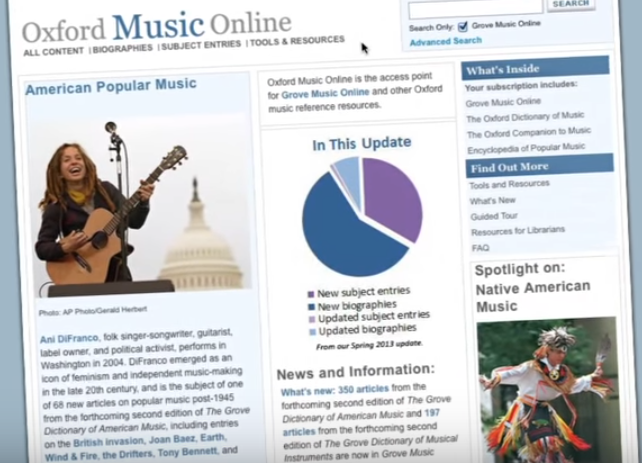 Oxford Music Online
ALL CONTENT | BIOGRAPHIES | SUBJECT ENTRIES | TOOLS & RESOURCES
SEARCH
Search Only: Grove Music Online
Advanced Search
American Popular Music
Photo: AP Photo/Gerald Herbert
Ani DiFranco, folk singer-songwriter, guitarist,
label owner, and political activist, performs in
Washington in 2004. DiFranco emerged as an
icon of feminism and independent music-making
in the late 20th century, and is the subject of one
of 68 new articles on popular music post-1945
from the forthcoming second edition of The Grove
Dictionary of American Music, including entries
on the British invasion, Joan Baez, Earth,
Wind & Fire, the Drifters, Tony Bennett, and
Oxford Music Online is the access point
for Grove Music Online and other Oxford
music reference resources.
In This Update
New subject entries
New biographies
Updated subject entries
Updated biographies
From our Spring 2013 update.
News and Information:
What's new: 350 articles from the
forthcoming second edition of The Grove
Dictionary of American Music and 197
articles from the forthcoming second
edition of The Grove Dictionary of Musical
Instruments are now in Grove Music
What's Inside
Your subscription includes:
Grove Music Online
The Oxford Dictionary of Music
The Oxford Companion to Music
Encyclopedia of Popular Music
Find Out More
Tools and Resources
What's New
Guided Tour
Resources for Librarians
FAQ
Spotlight on:
Native American
Music